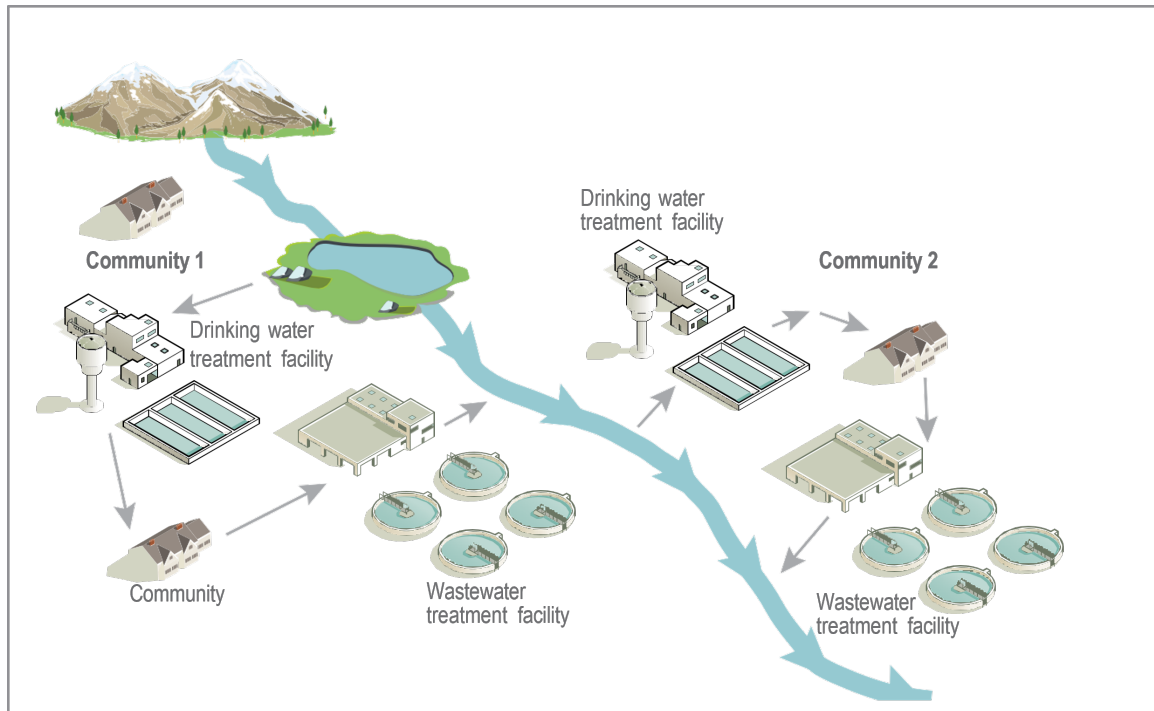 Community 1
Drinking water
treatment facility
Community
Wastewater
treatment facility
Drinking water
treatment facility
Community 2
Wastewater
treatment facility